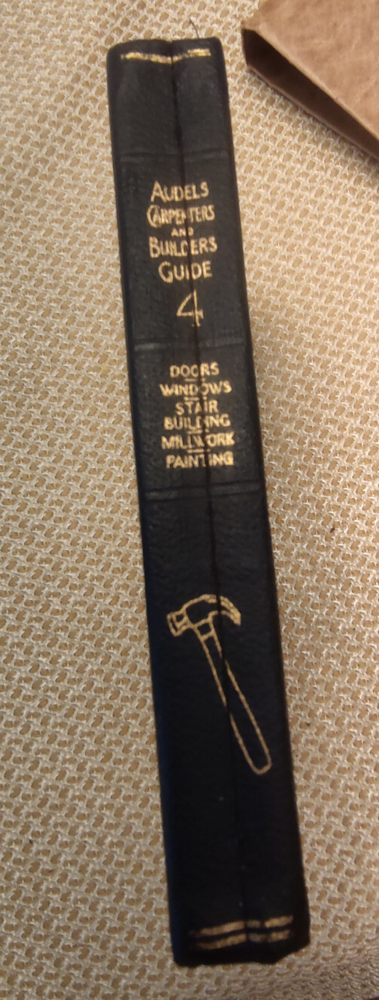 AUDELS
CARPENTERS
AND
BUILDERS
GUIDE
4
DOORS
WINDOWS
STAIR
BUILDING
MILLWORK
PAINTING